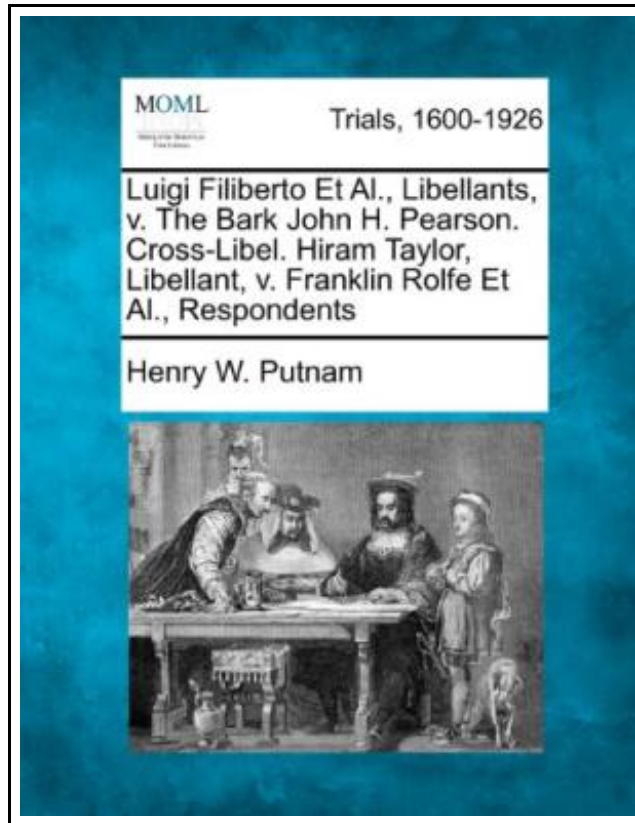 MOML
Trials, 1600-1926
Luigi Filiberto Et Al., Libellants,
v. The Bark John H. Pearson.
Cross-Libel. Hiram Taylor,
Libellant, v. Franklin Rolfe Et
Al., Respondents
Henry W. Putnam